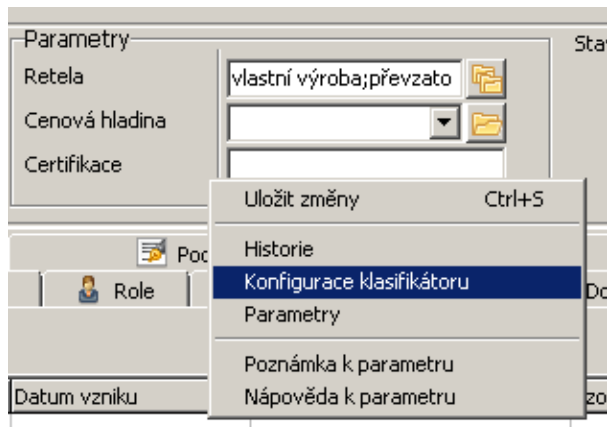 Parametry
Retela
vlastní výroba;převzato
Cenová hladina
Certifikace
Uložit změny Ctrl+S
Historie
Konfigurace klasifikátoru
Role
Parametry
Poznámka k parametru
Datum vzniku
Nápověda k parametru